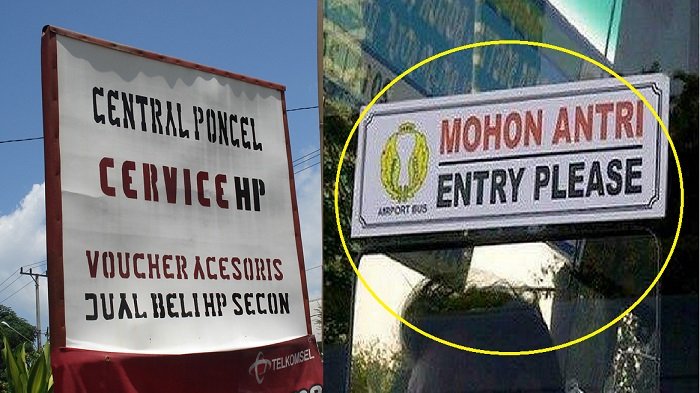 CENTRAL PONCEL
CERVICE HP
VOUCHER ACESORIS
JUAL BELI HP SECON
TELKOMSEL
MOHON ANTRI
ENTRY PLEASE
AIRPORT BUS